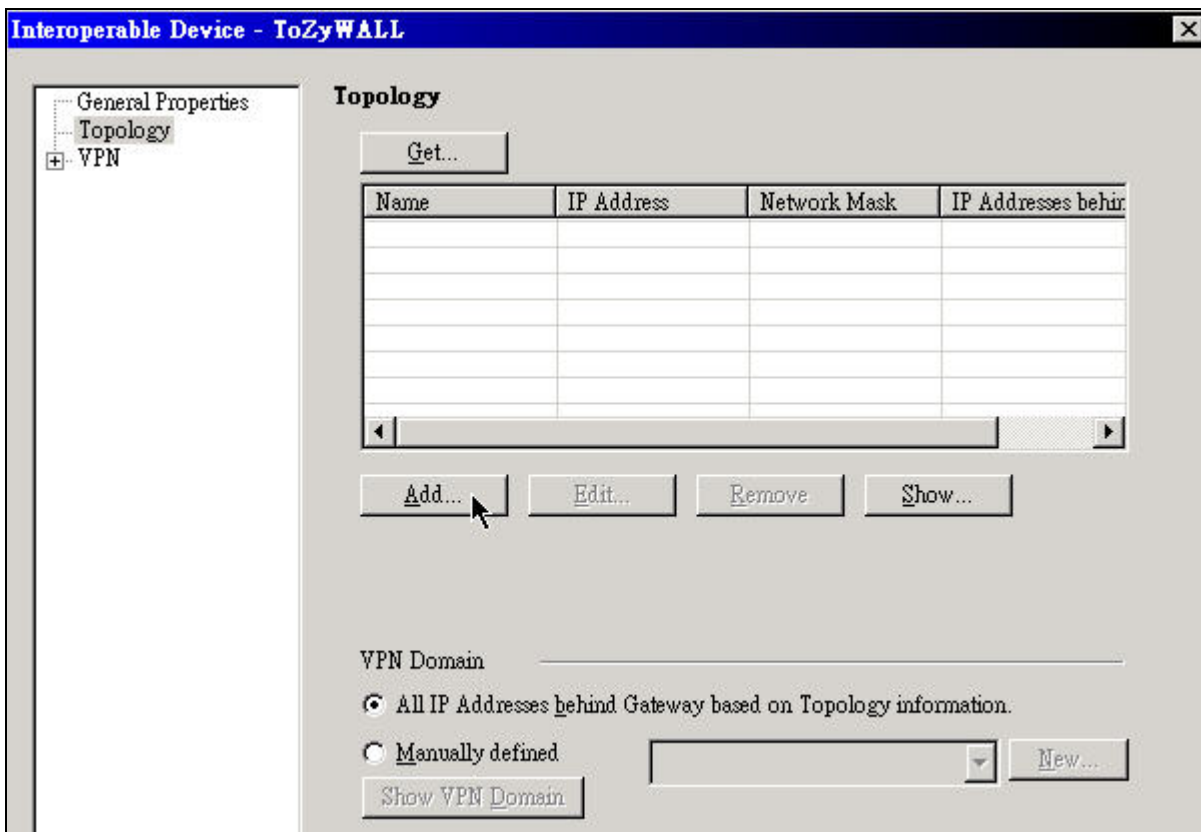 Interoperable Device - ToZyWALL
General Properties
Topology
VPN
Topology
Get...
Name IP Address Network Mask IP Addresses behin
Add... Edit... Remove Show...
VPN Domain
All IP Addresses behind Gateway based on Topology information.
Manually defined New...
Show VPN Domain